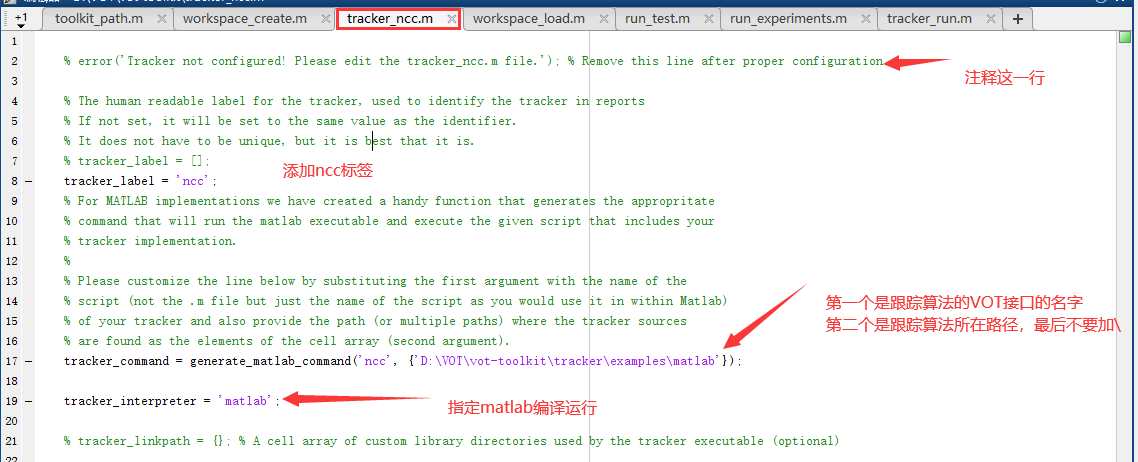 +1 toolkit_path.m × workspace_create.m × tracker_ncc.m × workspace_load.m × run_test.m × run_experiments.m × tracker_run.m × +
1
2 % error('Tracker not configured! Please edit the tracker_ncc.m file.'); % Remove this line after proper configuration
注释这一行
3
4 % The human readable label for the tracker, used to identify the tracker in reports
5 % If not set, it will be set to the same value as the identifier.
6 % It does not have to be unique, but it is best that it is.
7 % tracker_label = [];
添加ncc标签
8 – tracker_label = 'ncc';
9 % For MATLAB implementations we have created a handy function that generates the appropritate
10 % command that will run the matlab executable and execute the given script that includes your
11 % tracker implementation.
12 %
13 % Please customize the line below by substituting the first argument with the name of the
14 % script (not the .m file but just the name of the script as you would use it in within Matlab)
第一个是跟踪算法的VOT接口的名字
15 % of your tracker and also provide the path (or multiple paths) where the tracker sources
第二个是跟踪算法所在路径，最后不要加\
16 % are found as the elements of the cell array (second argument).
17 – tracker_command = generate_matlab_command('ncc', {'D:\VOT\vot-toolkit\tracker\examples\matlab'});
18
19 – tracker_interpreter = 'matlab';
指定matlab编译运行
20
21 % tracker_linkpath = {}; % A cell array of custom library directories used by the tracker executable (optional)